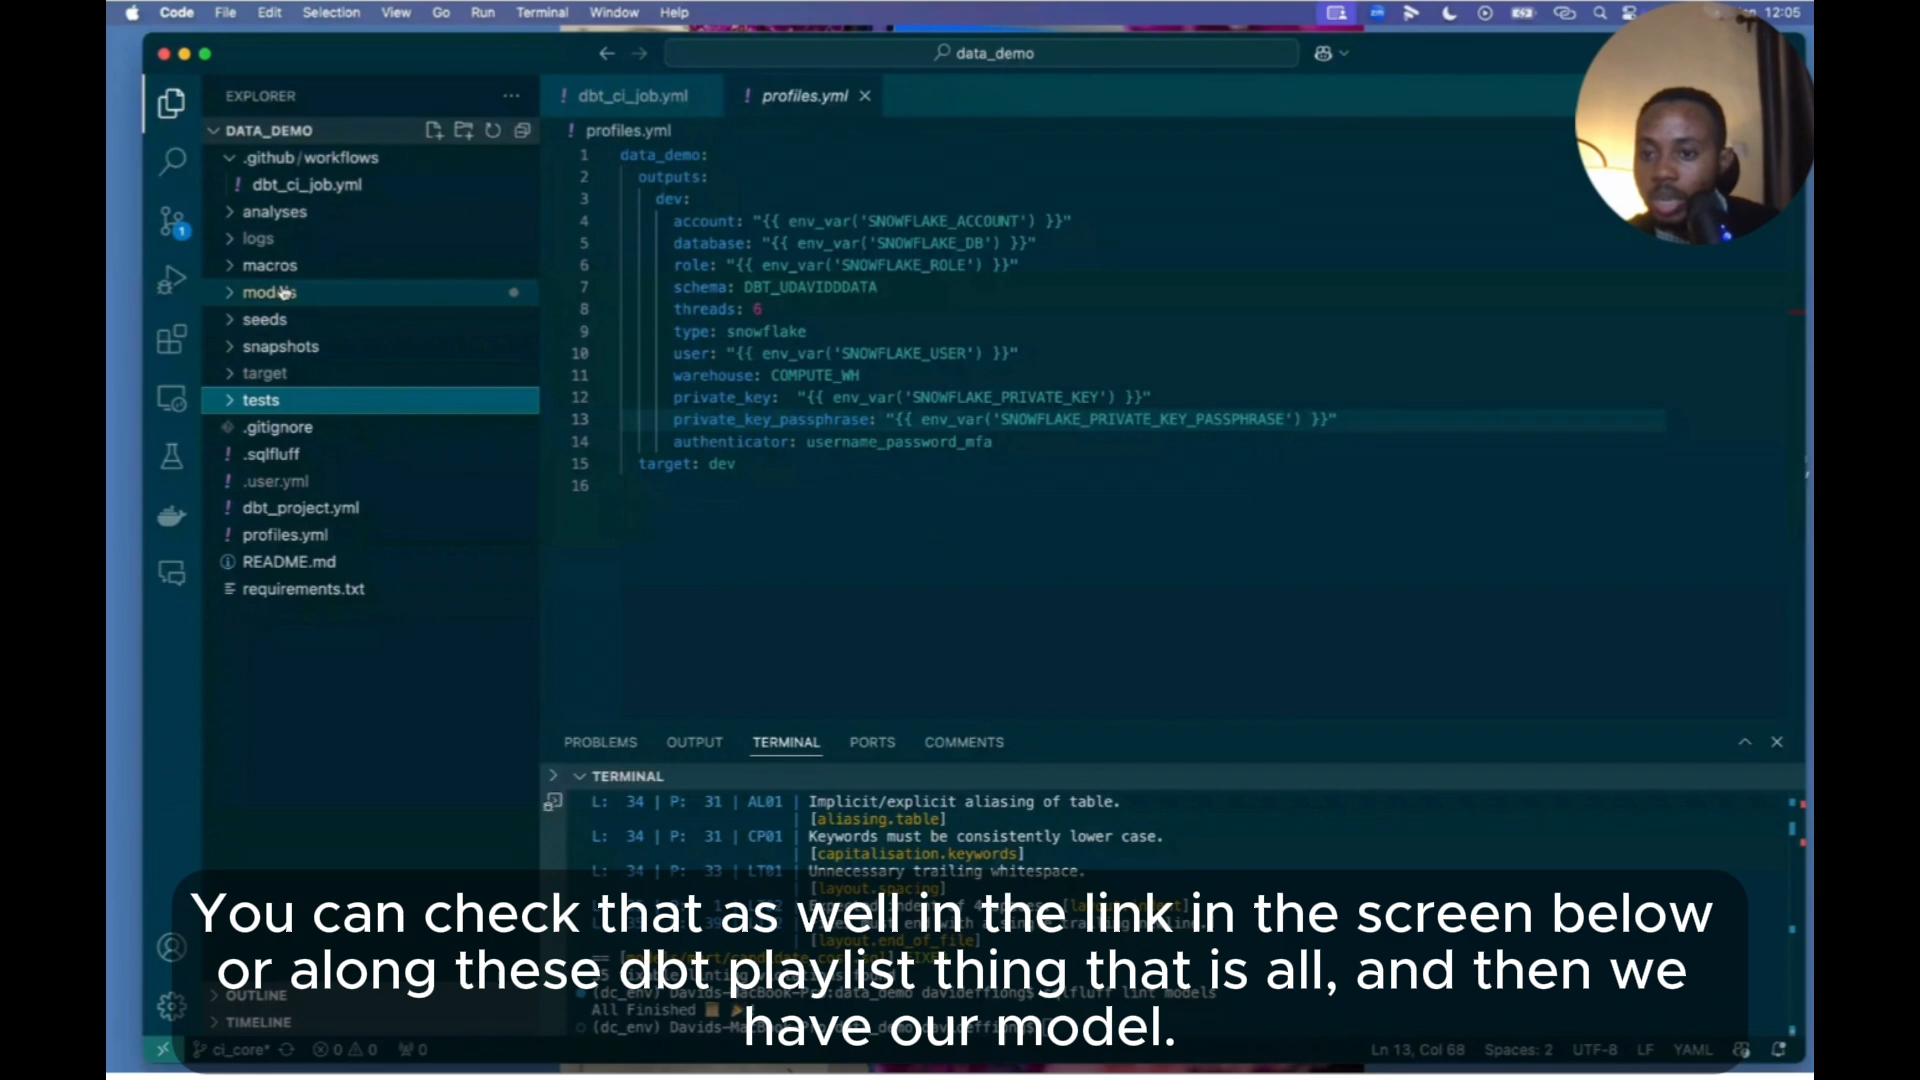 Code File Edit Selection View Go Run Terminal Window Help
12:05
data_demo
EXPLORER
dbt_ci_job.yml
profiles.yml
DATA_DEMO
profiles.yml
.github/workflows
dbt_ci_job.yml
analyses
logs
macros
models
seeds
snapshots
target
tests
.gitignore
.sqlfluff
.user.yml
dbt_project.yml
profiles.yml
README.md
requirements.txt
1 data_demo:
2 outputs:
3 dev:
4 account: "{{ env_var('SNOWFLAKE_ACCOUNT') }}"
5 database: "{{ env_var('SNOWFLAKE_DB') }}"
6 role: "{{ env_var('SNOWFLAKE_ROLE') }}"
7 schema: DBT_UDAVIDDDATA
8 threads: 6
9 type: snowflake
10 user: "{{ env_var('SNOWFLAKE_USER') }}"
11 warehouse: COMPUTE_WH
12 private_key: "{{ env_var('SNOWFLAKE_PRIVATE_KEY') }}"
13 private_key_passphrase: "{{ env_var('SNOWFLAKE_PRIVATE_KEY_PASSPHRASE') }}"
14 authenticator: username_password_mfa
15 target: dev
16
PROBLEMS OUTPUT TERMINAL PORTS COMMENTS
TERMINAL
L: 34 | P: 31 | AL01 | Implicit/explicit aliasing of table.
| [aliasing.table]
L: 34 | P: 31 | CP01 | Keywords must be consistently lower case.
| [capitalisation.keywords]
L: 34 | P: 33 | LT01 | Unnecessary trailing whitespace.
[layout.spacing]
[layout.end_of_file]
All Finished
You can check that as well in the link in the screen below
or along these dbt playlist thing that is all, and then we
have our model.
OUTLINE
TIMELINE
ci_core* 0 0 0
Ln 13, Col 68 Spaces: 2 UTF-8 LF YAML